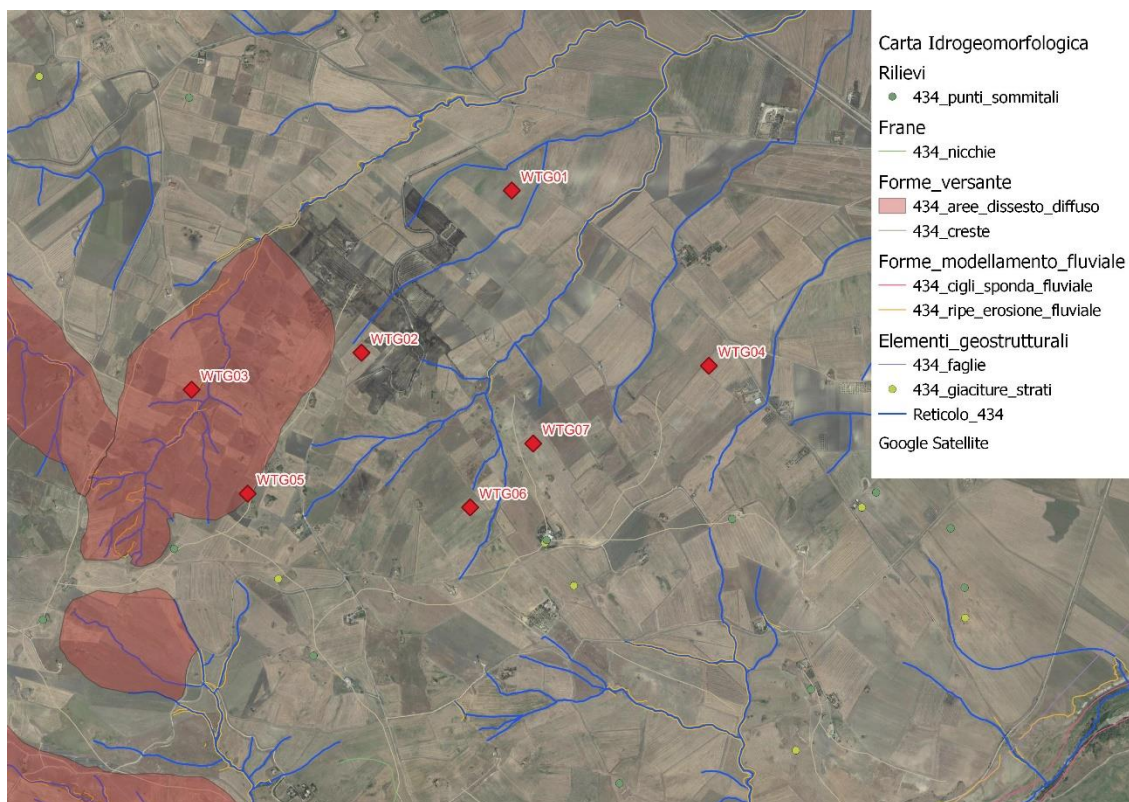 Carta Idrogeomorfologica
Rilievi
434_punti_sommitali
Frane
434_nicchie
Forme_versante
434_aree_dissesto_diffuso
434_creste
Forme_modellamento_fluviale
434_cigli_sponda_fluviale
434_ripe_erosione_fluviale
Elementi_geostrutturali
434_faglie
434_giaciture_strati
Reticolo_434
Google Satellite
WTG01
WTG02
WTG04
WTG03
WTG07
WTG05
WTG06